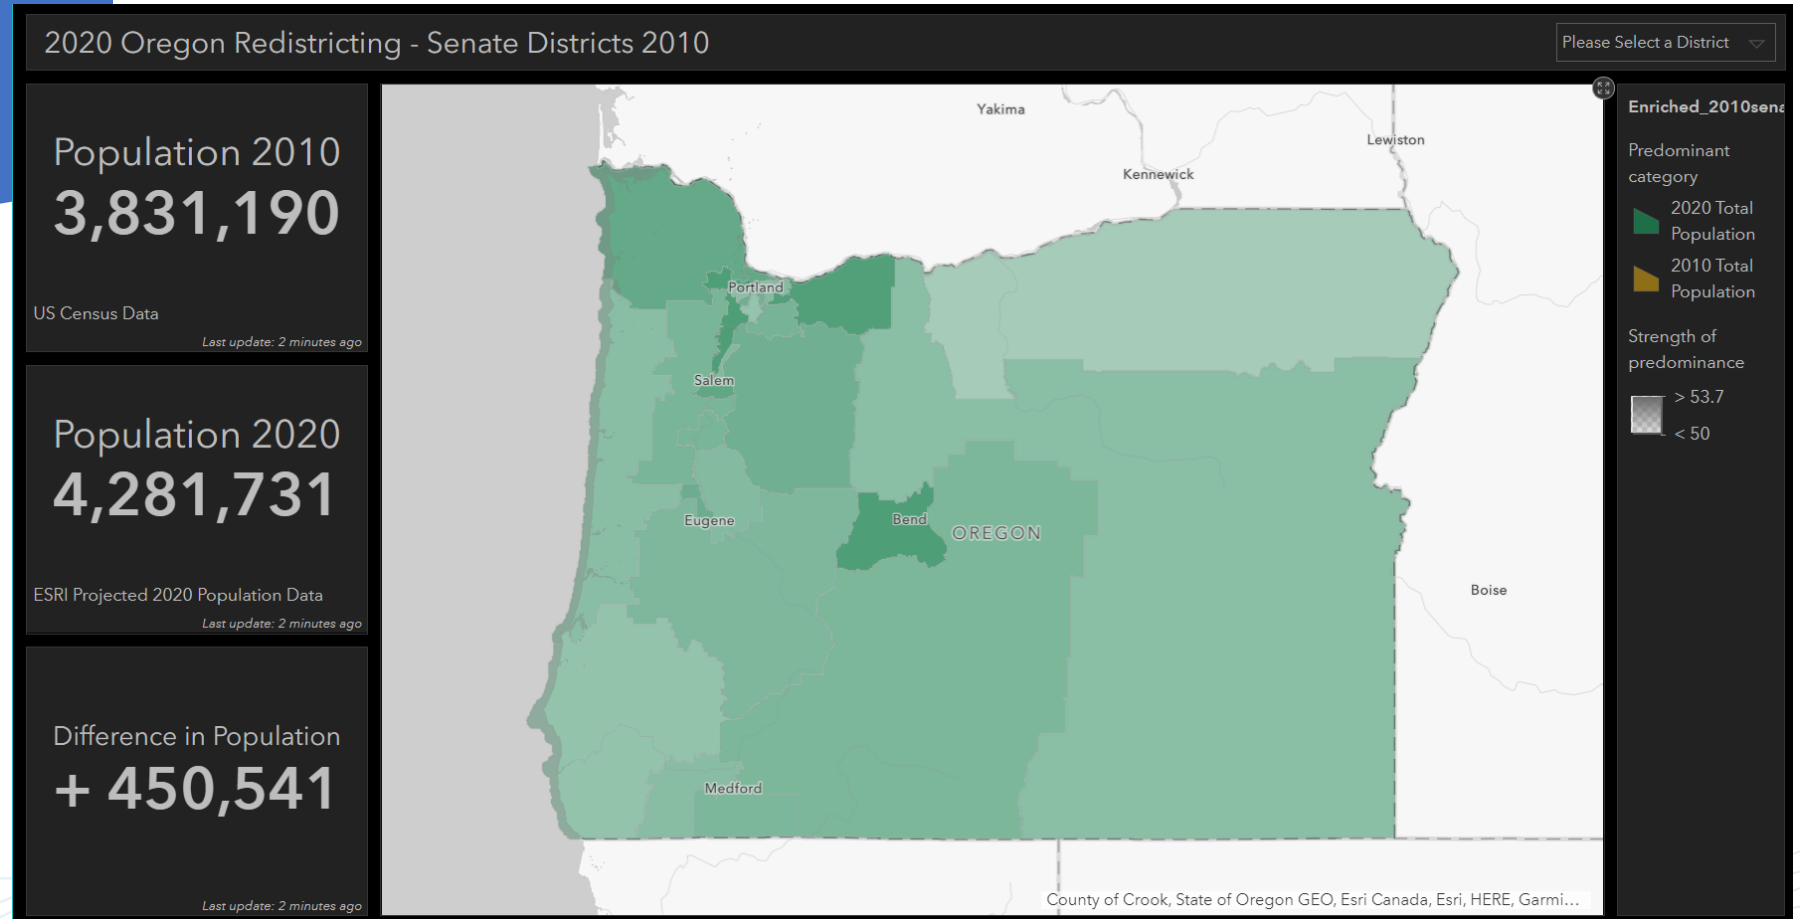 2020 Oregon Redistricting - Senate Districts 2010
Please Select a District
Population 2010
3,831,190
US Census Data
Last update: 2 minutes ago
Population 2020
4,281,731
ESRI Projected 2020 Population Data
Last update: 2 minutes ago
Difference in Population
+ 450,541
Last update: 2 minutes ago
Yakima
Lewiston
Kennewick
Portland
Salem
Eugene
Bend
OREGON
Boise
Medford
County of Crook, State of Oregon GEO, Esri Canada, Esri, HERE, Garmi...
Enriched_2010sena
Predominant
category
2020 Total
Population
2010 Total
Population
Strength of
predominance
> 53.7
< 50